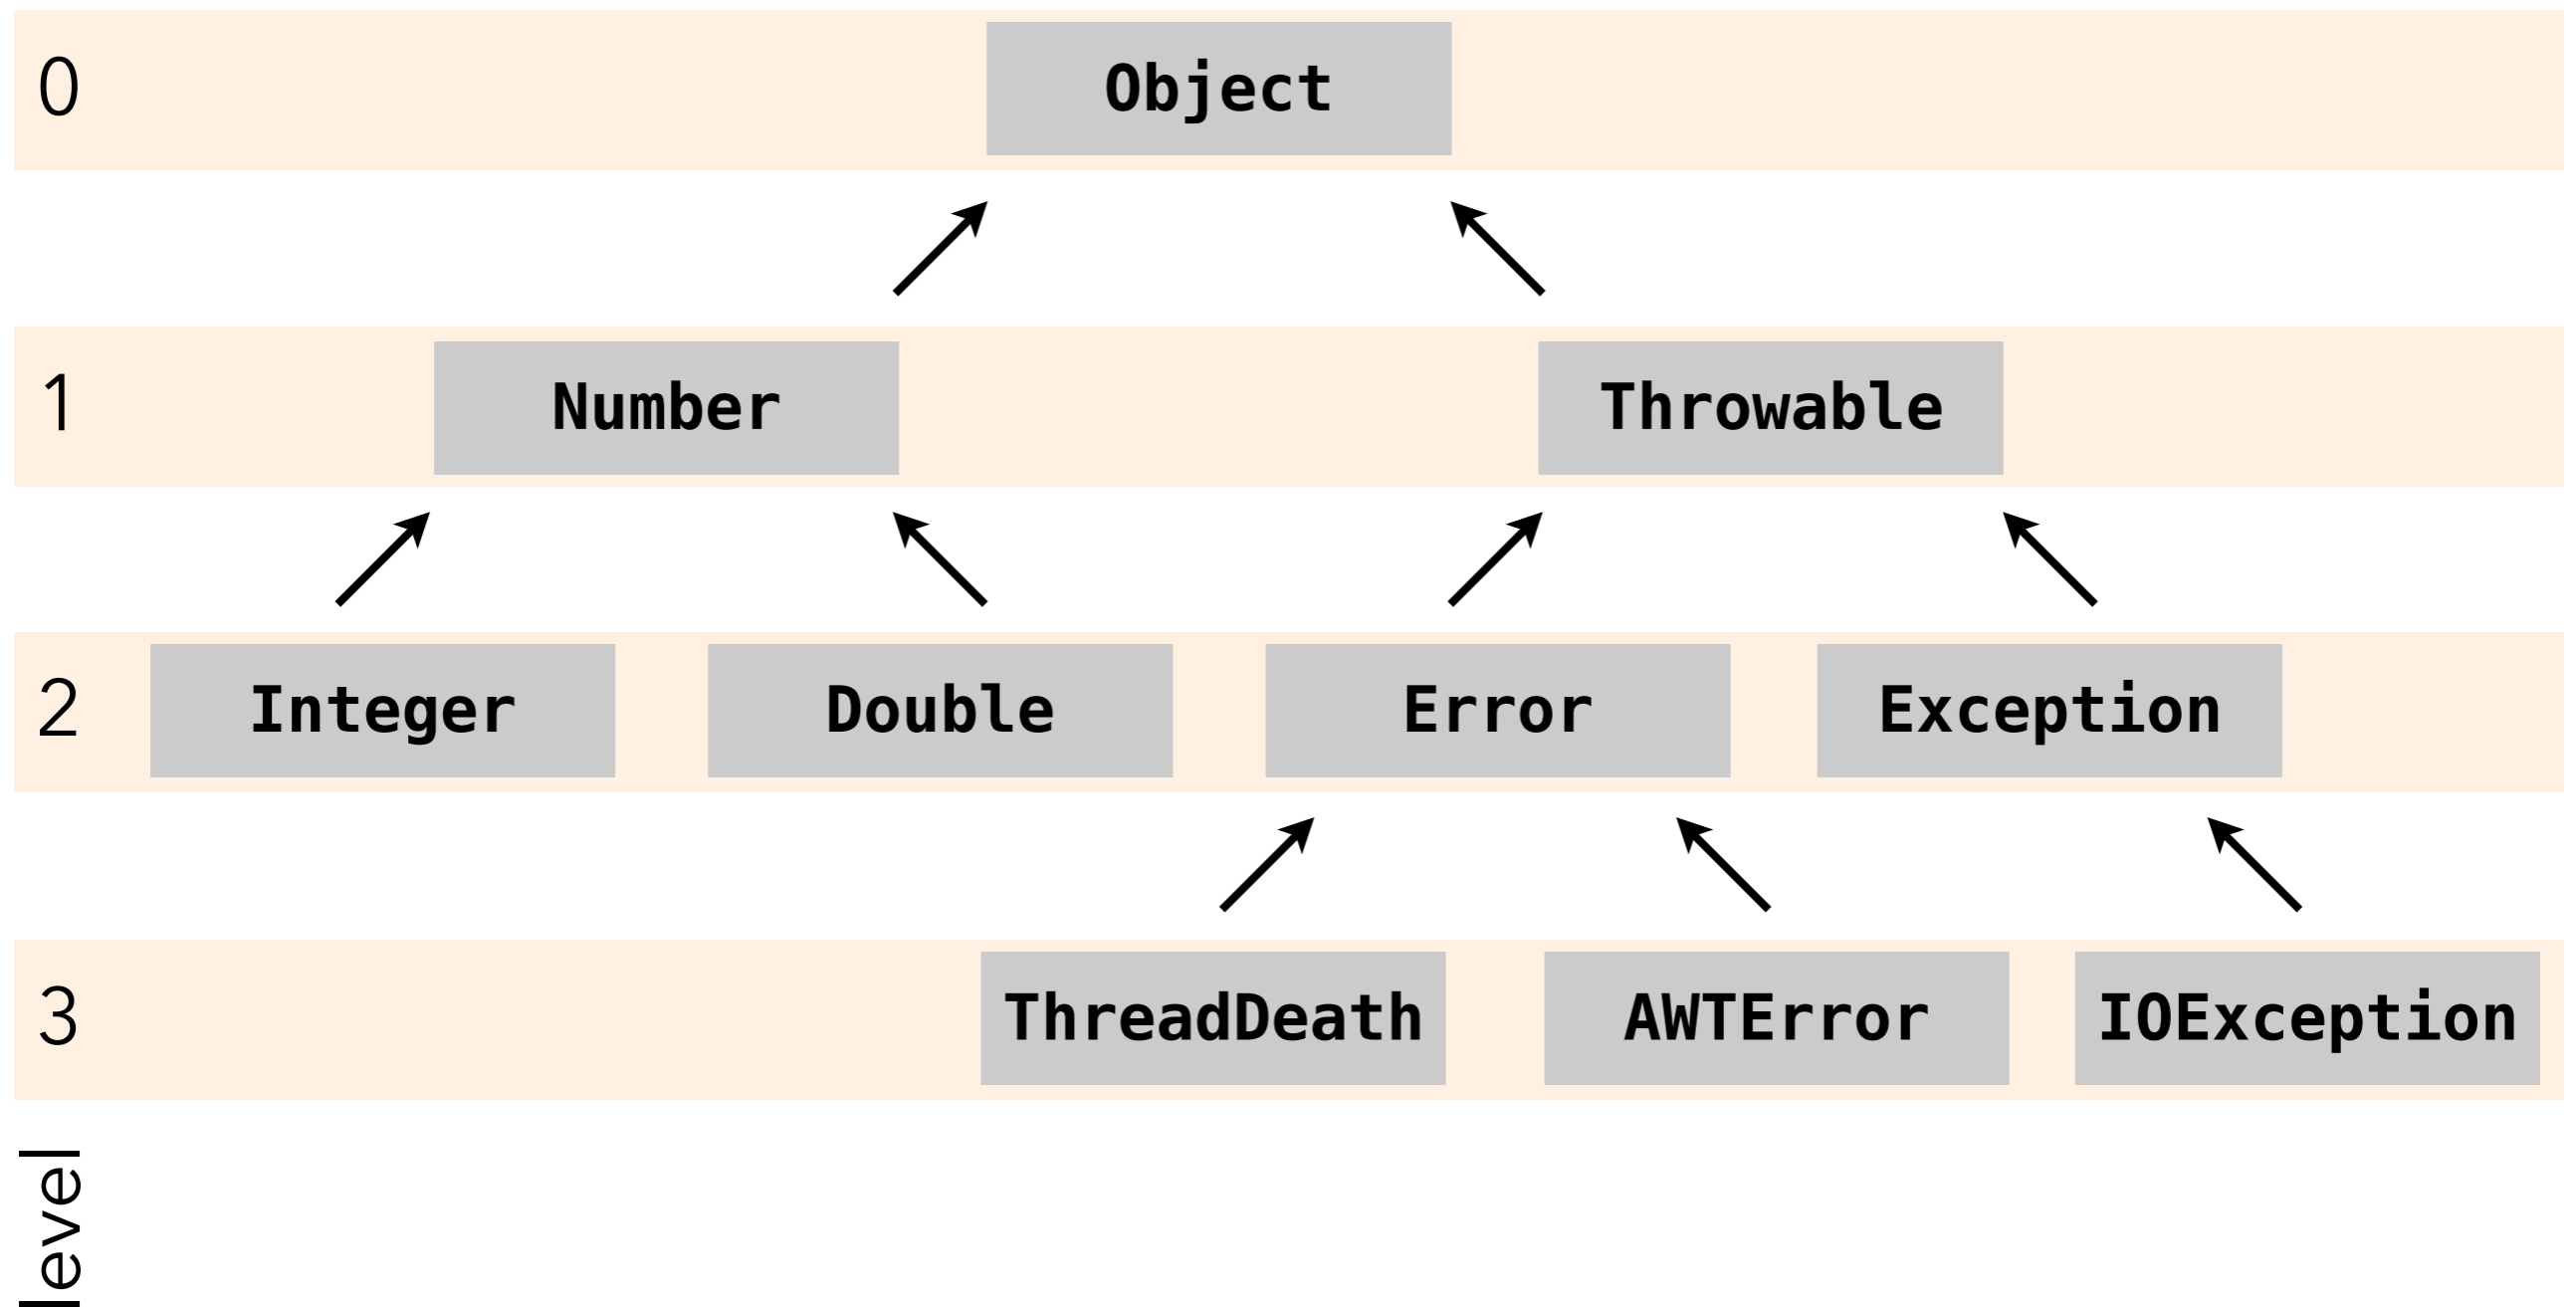 0 Object
1 Number Throwable
2 Integer Double Error Exception
3 ThreadDeath AWTError IOException
level